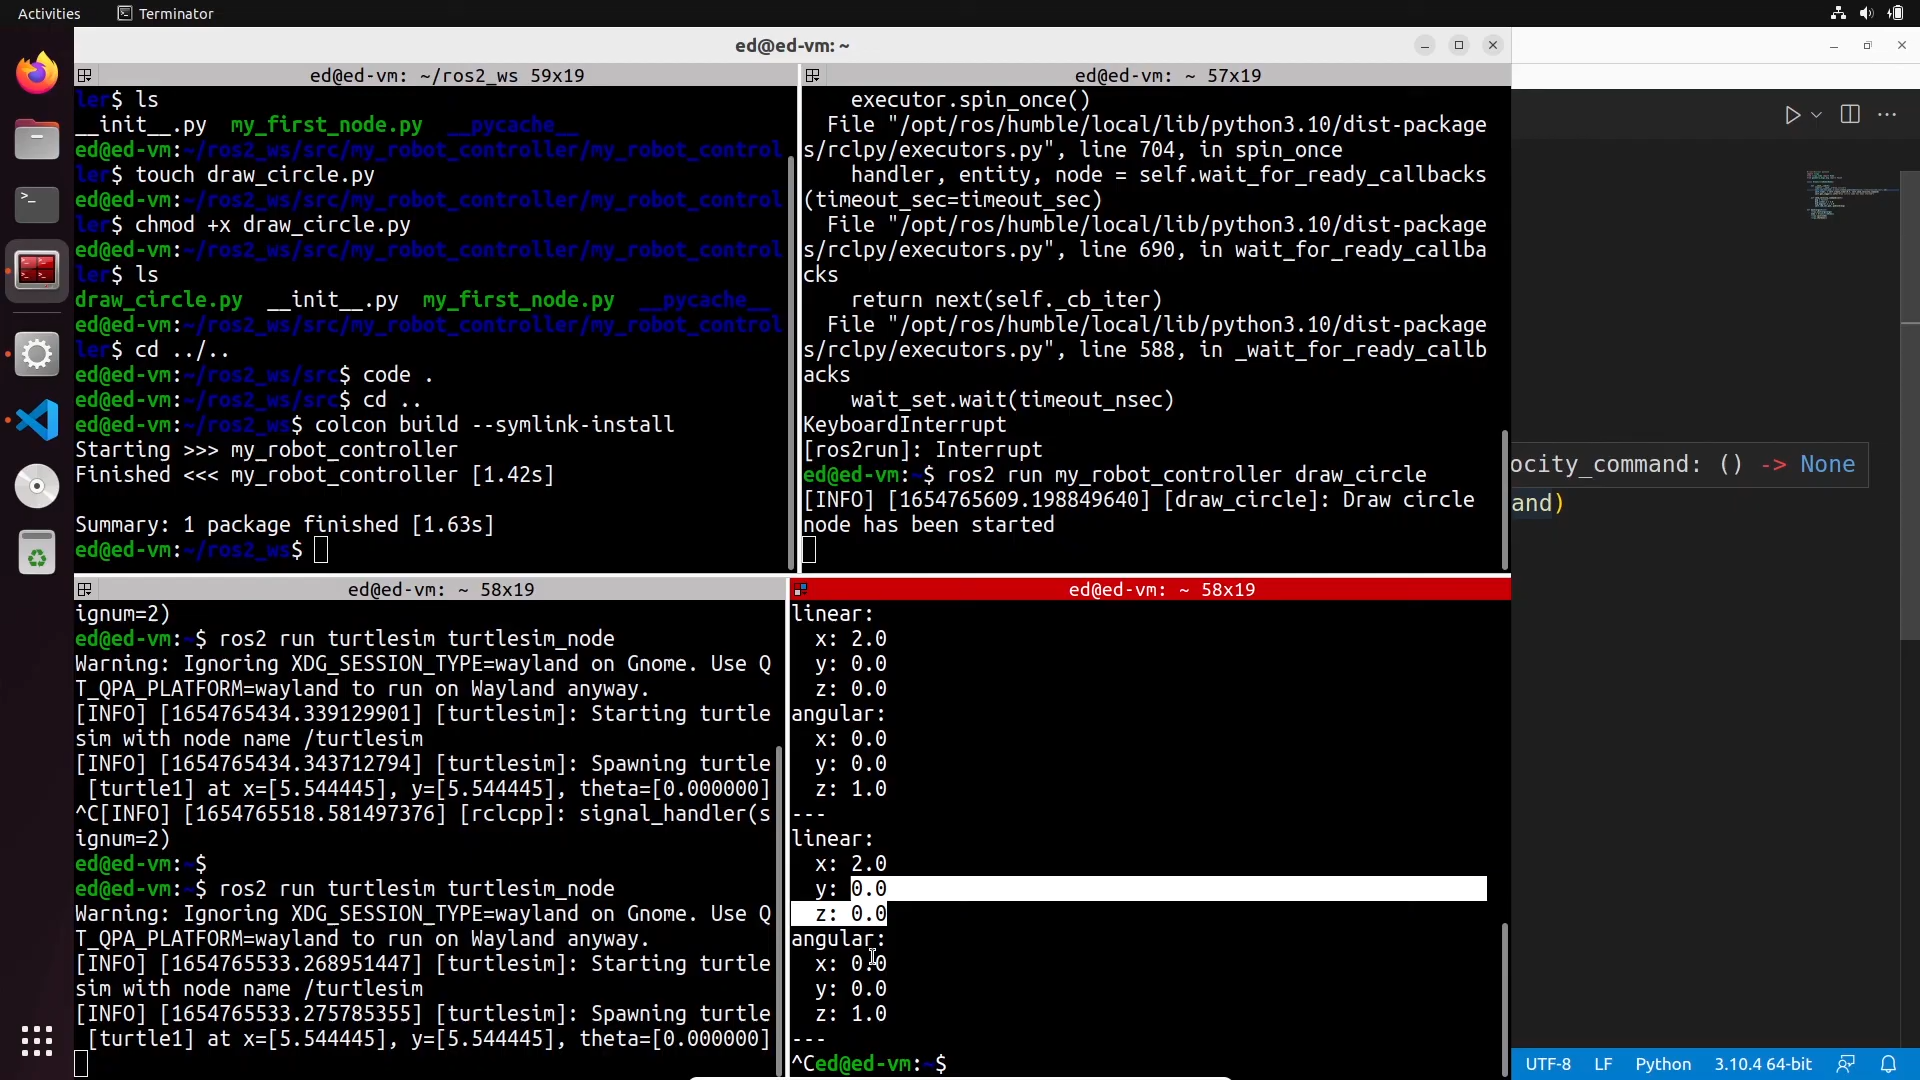 Activities
Terminator
ed@ed-vm: ~
ed@ed-vm: ~/ros2_ws 59x19
ler$ ls
__init__.py  my_first_node.py  __pycache__
ed@ed-vm:~/ros2_ws/src/my_robot_controller/my_robot_control
ler$ touch draw_circle.py
ed@ed-vm:~/ros2_ws/src/my_robot_controller/my_robot_control
ler$ chmod +x draw_circle.py
ed@ed-vm:~/ros2_ws/src/my_robot_controller/my_robot_control
ler$ ls
draw_circle.py  __init__.py  my_first_node.py  __pycache__
ed@ed-vm:~/ros2_ws/src/my_robot_controller/my_robot_control
ler$ cd ../..
ed@ed-vm:~/ros2_ws/src$ code .
ed@ed-vm:~/ros2_ws/src$ cd ..
ed@ed-vm:~/ros2_ws$ colcon build --symlink-install
Starting >>> my_robot_controller
Finished <<< my_robot_controller [1.42s]
Summary: 1 package finished [1.63s]
ed@ed-vm:~/ros2_ws$
ed@ed-vm: ~ 57x19
executor.spin_once()
File "/opt/ros/humble/local/lib/python3.10/dist-package
s/rclpy/executors.py", line 704, in spin_once
handler, entity, node = self.wait_for_ready_callbacks
(timeout_sec=timeout_sec)
File "/opt/ros/humble/local/lib/python3.10/dist-package
s/rclpy/executors.py", line 690, in wait_for_ready_callba
cks
return next(self._cb_iter)
File "/opt/ros/humble/local/lib/python3.10/dist-package
s/rclpy/executors.py", line 588, in _wait_for_ready_callb
acks
wait_set.wait(timeout_nsec)
KeyboardInterrupt
[ros2run]: Interrupt
ed@ed-vm:~$ ros2 run my_robot_controller draw_circle
[INFO] [1654765609.198849640] [draw_circle]: Draw circle
node has been started
ed@ed-vm: ~ 58x19
ignum=2)
ed@ed-vm:~$ ros2 run turtlesim turtlesim_node
Warning: Ignoring XDG_SESSION_TYPE=wayland on Gnome. Use Q
T_QPA_PLATFORM=wayland to run on Wayland anyway.
[INFO] [1654765434.339129901] [turtlesim]: Starting turtle
sim with node name /turtlesim
[INFO] [1654765434.343712794] [turtlesim]: Spawning turtle
[turtle1] at x=[5.544445], y=[5.544445], theta=[0.000000]
^C[INFO] [1654765518.581497376] [rclcpp]: signal_handler(s
ignum=2)
ed@ed-vm:~$
ed@ed-vm:~$ ros2 run turtlesim turtlesim_node
Warning: Ignoring XDG_SESSION_TYPE=wayland on Gnome. Use Q
T_QPA_PLATFORM=wayland to run on Wayland anyway.
[INFO] [1654765533.268951447] [turtlesim]: Starting turtle
sim with node name /turtlesim
[INFO] [1654765533.275785355] [turtlesim]: Spawning turtle
[turtle1] at x=[5.544445], y=[5.544445], theta=[0.000000]
ed@ed-vm: ~ 58x19
linear:
x: 2.0
y: 0.0
z: 0.0
angular:
x: 0.0
y: 0.0
z: 1.0
---
linear:
x: 2.0
y: 0.0
z: 0.0
angular:
x: 0.0
y: 0.0
z: 1.0
---
^Ced@ed-vm:~$
ocity_command: () -> None
and)
UTF-8  LF  Python  3.10.4 64-bit